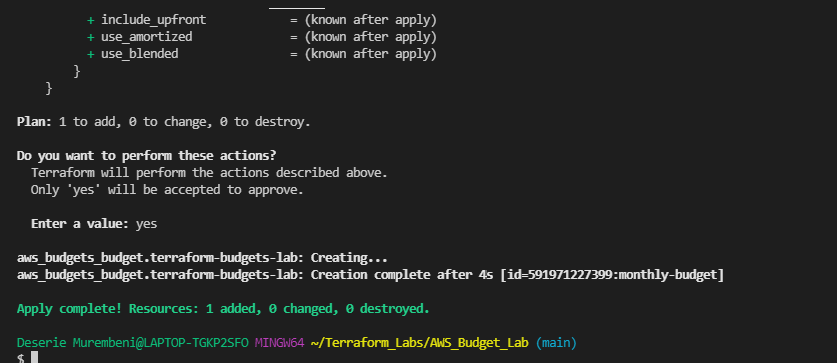 + include_upfront = (known after apply)
+ use_amortized = (known after apply)
+ use_blended = (known after apply)
}
}
Plan: 1 to add, 0 to change, 0 to destroy.
Do you want to perform these actions?
Terraform will perform the actions described above.
Only 'yes' will be accepted to approve.
Enter a value: yes
aws_budgets_budget.terraform-budgets-lab: Creating...
aws_budgets_budget.terraform-budgets-lab: Creation complete after 4s [id=591971227399:monthly-budget]
Apply complete! Resources: 1 added, 0 changed, 0 destroyed.
Deserie Murembeni@LAPTOP-TGKP2SFO MINGW64 ~/Terraform_Labs/AWS_Budget_Lab (main)
$